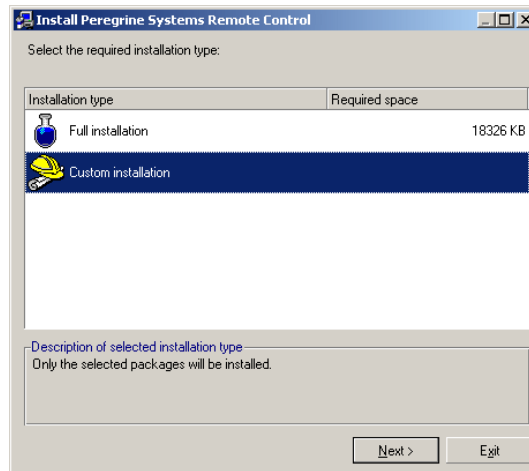 Install Peregrine Systems Remote Control
Select the required installation type:
Installation type Required space
Full installation 18326 KB
Custom installation
Description of selected installation type
Only the selected packages will be installed.
Next > Exit